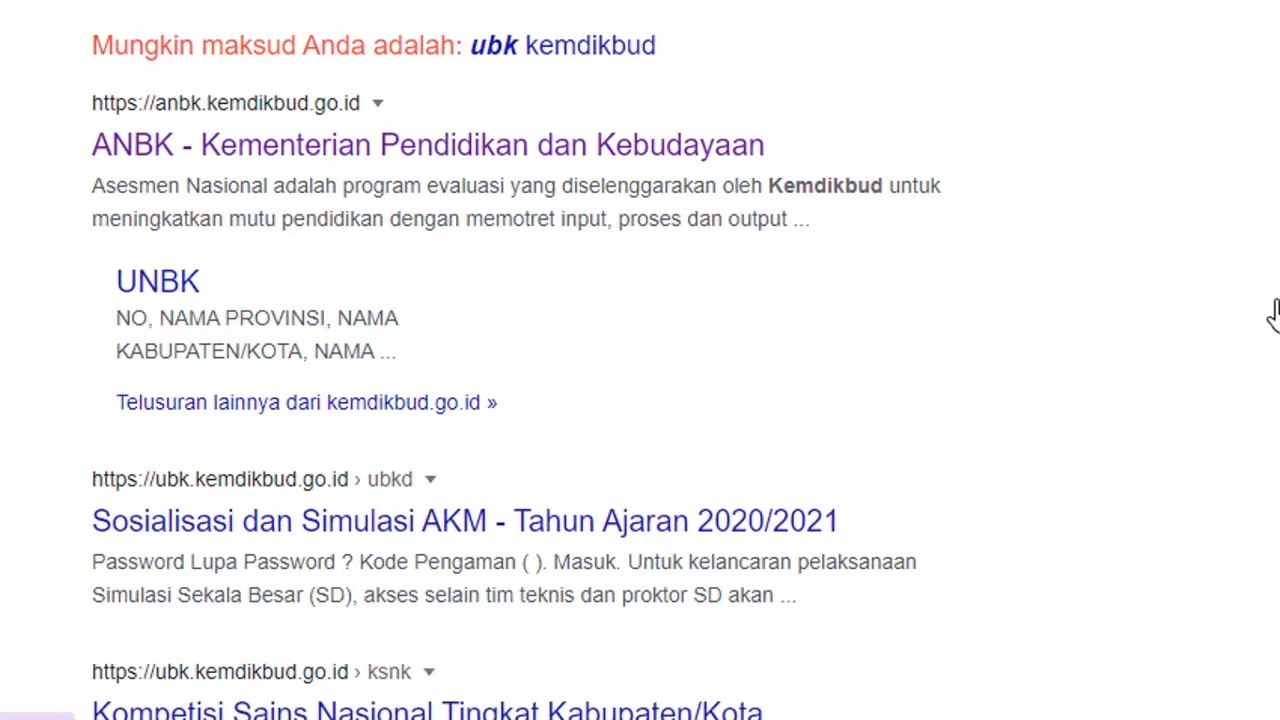 Mungkin maksud Anda adalah: ubk kemdikbud
https://anbk.kemdikbud.go.id
ANBK - Kementerian Pendidikan dan Kebudayaan
Asesmen Nasional adalah program evaluasi yang diselenggarakan oleh Kemdikbud untuk
meningkatkan mutu pendidikan dengan memotret input, proses dan output ...
UNBK
NO, NAMA PROVINSI, NAMA
KABUPATEN/KOTA, NAMA ...
Telusuran lainnya dari kemdikbud.go.id »
https://ubk.kemdikbud.go.id › ubkd
Sosialisasi dan Simulasi AKM - Tahun Ajaran 2020/2021
Password Lupa Password ? Kode Pengaman ( ). Masuk. Untuk kelancaran pelaksanaan
Simulasi Sekala Besar (SD), akses selain tim teknis dan proktor SD akan ...
https://ubk.kemdikbud.go.id › ksnk
Kompetisi Sains Nasional Tingkat Kabupaten/Kota